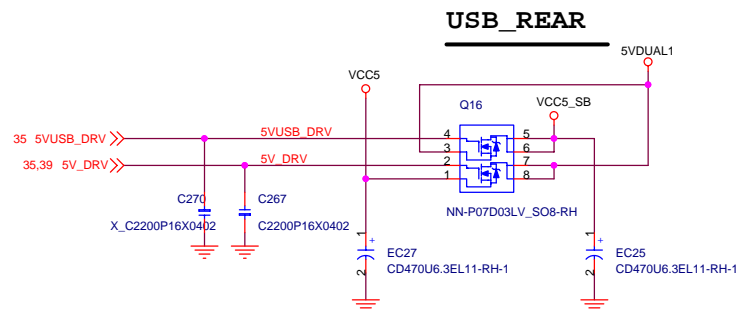 USB_REAR
5VDUAL1
VCC5
Q16
VCC5_SB
35 5VUSB_DRV
5VUSB_DRV
4
5
3
6
35,39 5V_DRV
5V_DRV
2
7
1
8
C270
C267
X_C2200P16X0402
C2200P16X0402
NN-P07D03LV_SO8-RH
1
+
EC27
CD470U6.3EL11-RH-1
2
1
+
EC25
CD470U6.3EL11-RH-1
2